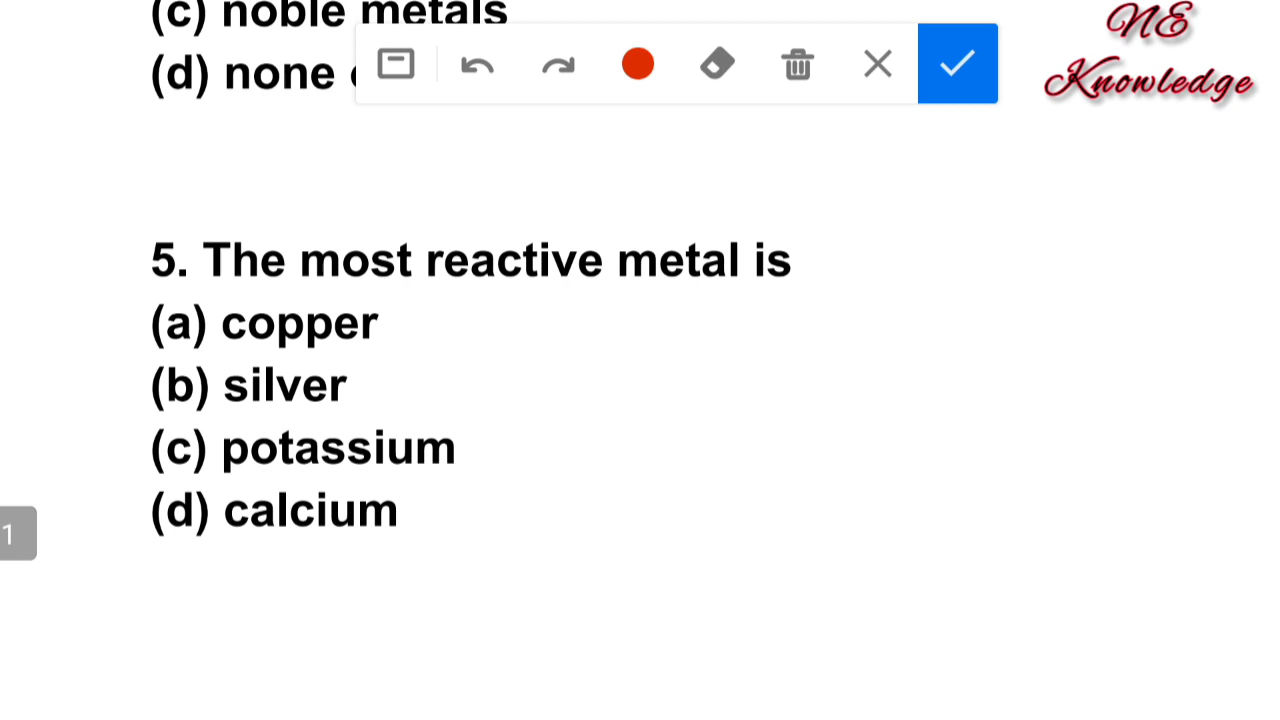 (c) noble metals
(d) none
NE
Knowledge
5. The most reactive metal is
(a) copper
(b) silver
(c) potassium
(d) calcium
1